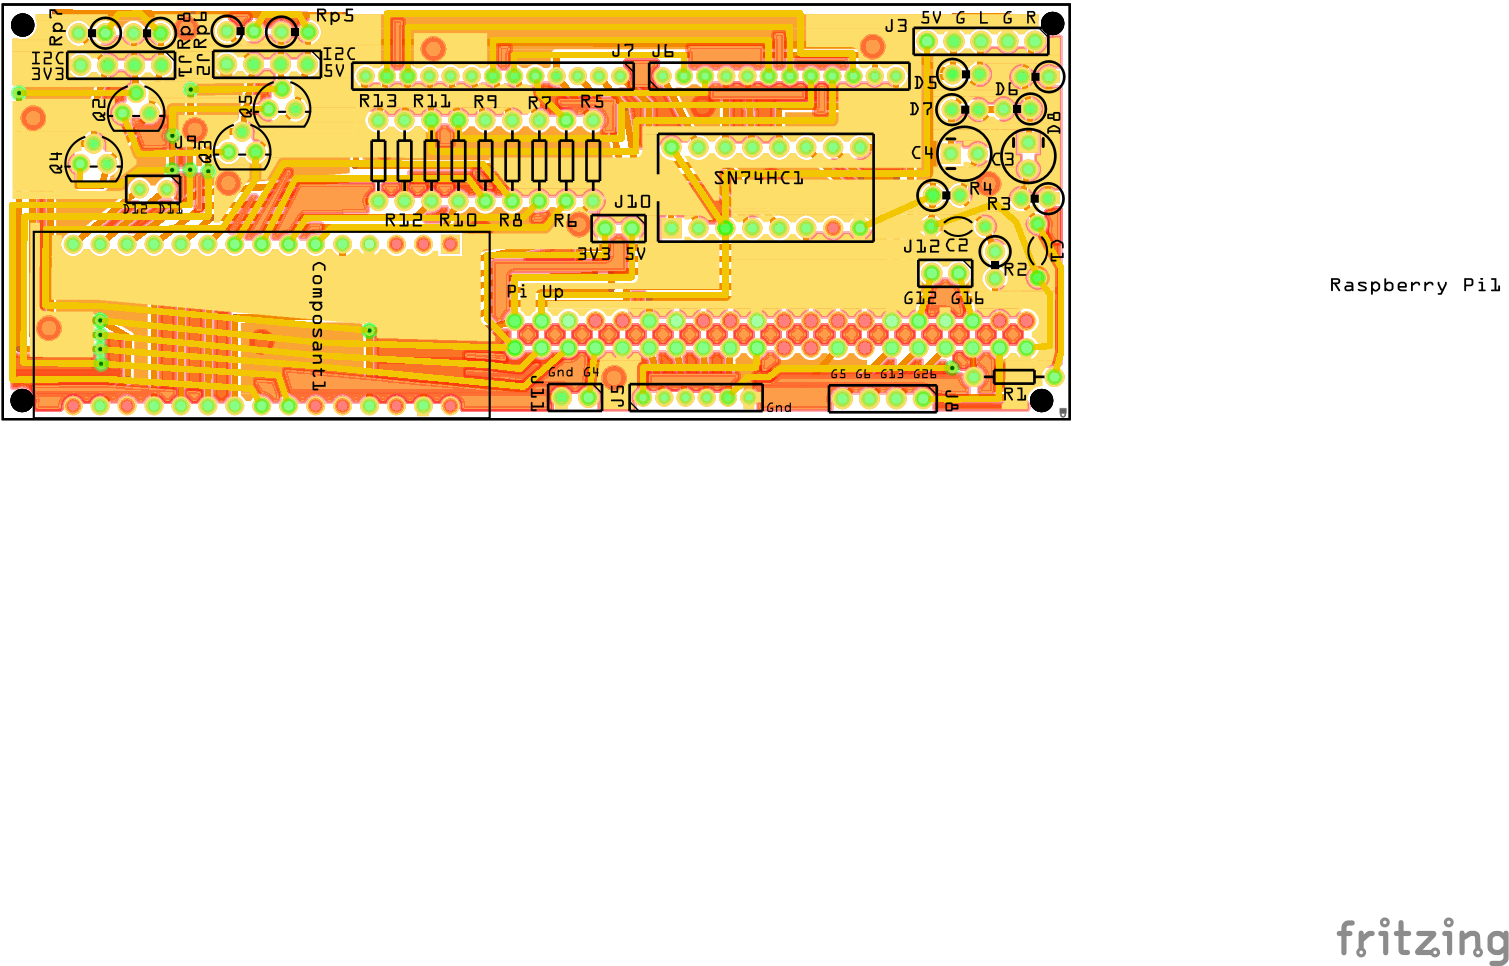 Rp7
Rp8
Rp6
Rp5
J3
5V G L G R
I2C
3V3
J1
J2
I2C
5V
J7
J6
D5
D6
R13
R11
R9
R7
R5
D7
D8
Q2
Q5
Q4
J9
Q3
C4
C3
SN74HC1
R4
R3
D12
D11
R12
R10
R8
R6
J10
3V3 5V
J12
C2
C1
R2
G12 G16
Composant1
Pi Up
Raspberry Pi1
Gnd G4
J11
J5
Gnd
G5 G6 G13 G26
J8
R1
fritzing